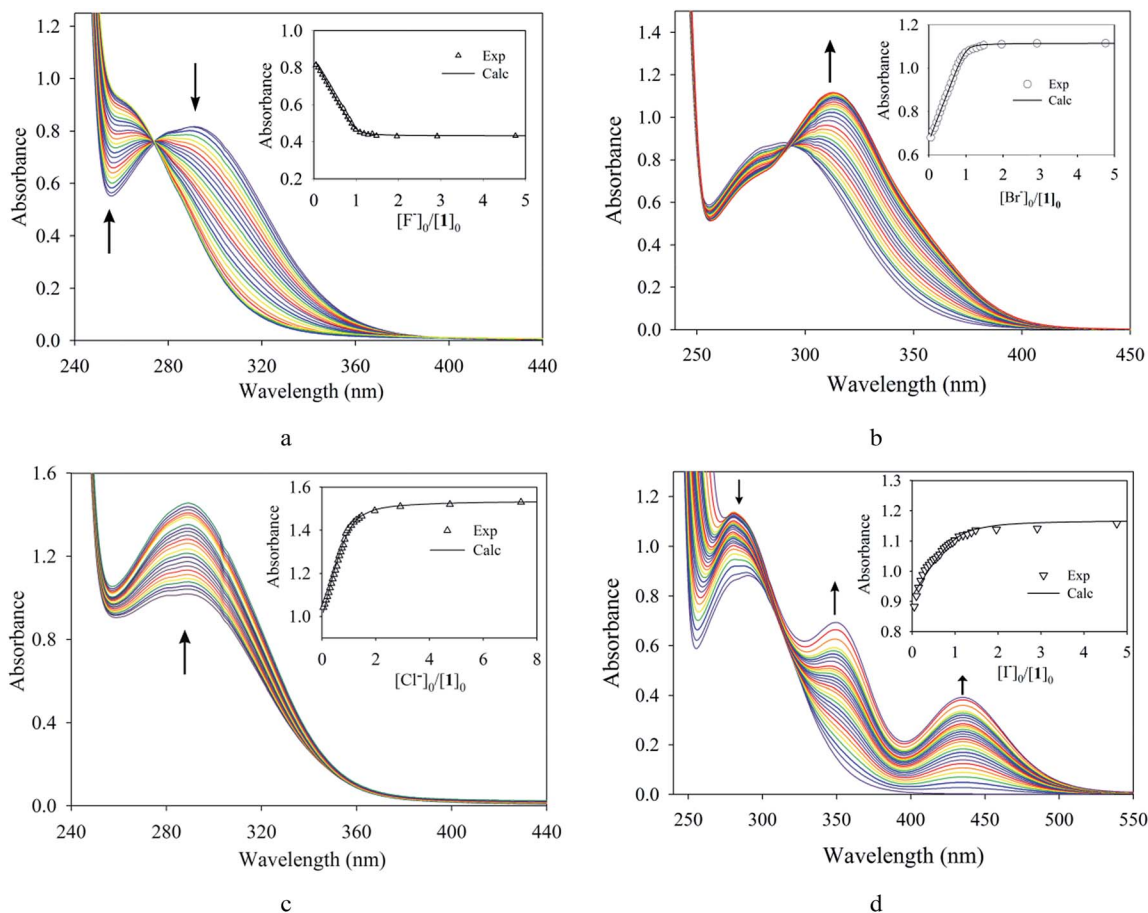 1.2
1.0
0.8
0.6
0.4
0.2
0.0
Absorbance
240 280 320 360 400 440
Wavelength (nm)
1.0
0.8
0.6
0.4
0.2
Absorbance
0 1 2 3 4 5
[F⁻]₀/[1]₀
Exp
Calc
a
1.2
1.0
0.8
0.6
0.4
0.2
0.0
Absorbance
250 300 350 400 450
Wavelength (nm)
1.2
1.0
0.8
0.6
Absorbance
0 1 2 3 4 5
[Br⁻]₀/[1]₀
Exp
Calc
b
1.6
1.2
0.8
0.4
0.0
Absorbance
240 280 320 360 400 440
Wavelength (nm)
1.6
1.4
1.2
1.0
Absorbance
0 2 4 6 8
[Cl⁻]₀/[1]₀
Exp
Calc
c
1.2
1.0
0.8
0.6
0.4
0.2
0.0
Absorbance
250 300 350 400 450 500 550
Wavelength (nm)
1.3
1.2
1.1
1.0
0.9
0.8
Absorbance
0 1 2 3 4 5
[I⁻]₀/[1]₀
Exp
Calc
d